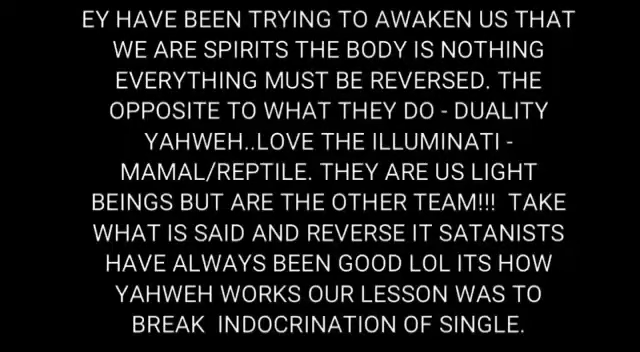 EY HAVE BEEN TRYING TO AWAKEN US THAT
WE ARE SPIRITS THE BODY IS NOTHING
EVERYTHING MUST BE REVERSED. THE
OPPOSITE TO WHAT THEY DO - DUALITY
YAHWEH..LOVE THE ILLUMINATI -
MAMAL/REPTILE. THEY ARE US LIGHT
BEINGS BUT ARE THE OTHER TEAM!!! TAKE
WHAT IS SAID AND REVERSE IT SATANISTS
HAVE ALWAYS BEEN GOOD LOL ITS HOW
YAHWEH WORKS OUR LESSON WAS TO
BREAK INDOCRINATION OF SINGLE.